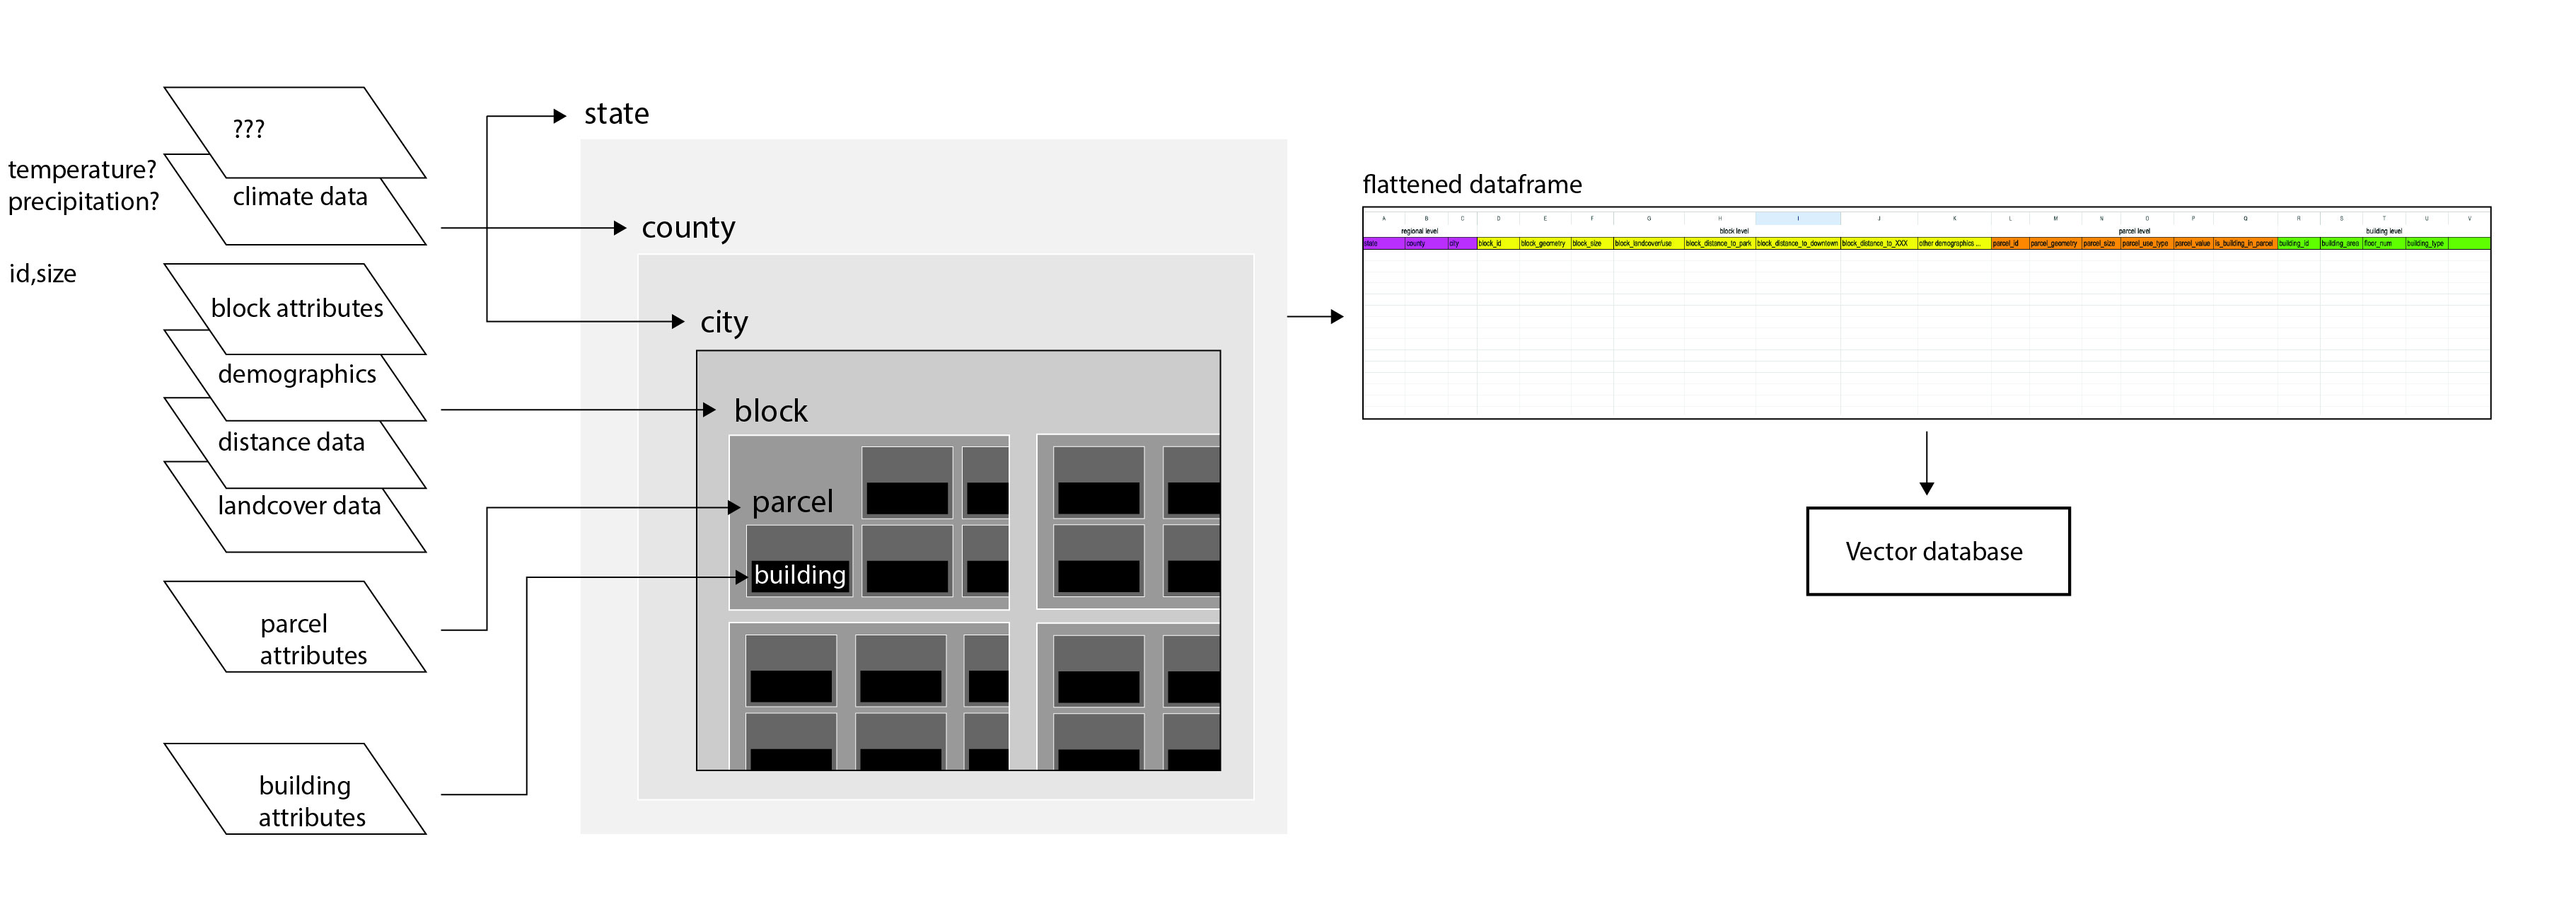 ???
temperature?
precipitation?
climate data
id,size
block attributes
demographics
distance data
landcover data
parcel
attributes
building
attributes
state
county
city
block
parcel
building
flattened dataframe
A B C D E F G H I J K L M N O P Q R S T U V
regional level block level parcel level building level
state county city block_id block_geometry block_size block_landcover/use block_distance_to_park block_distance_to_downtown block_distance_to_XXX other demographics ... parcel_id parcel_geometry parcel_size parcel_use_type parcel_value is_building_in_parcel building_id building_area floor_num building_type
Vector database